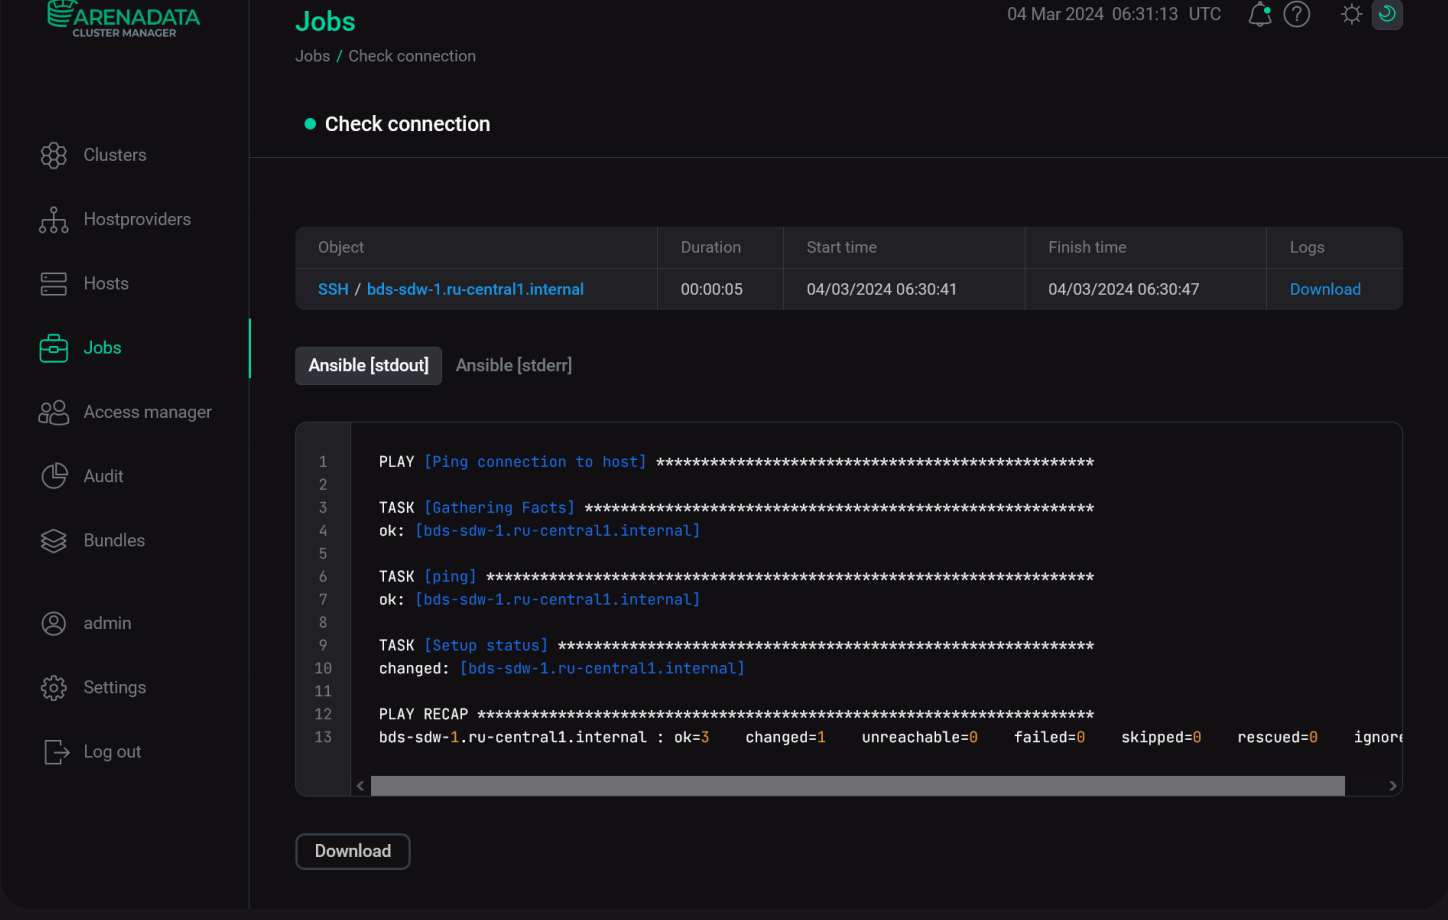 ARENADATA
CLUSTER MANAGER
Jobs
04 Mar 2024 06:31:13 UTC
Jobs / Check connection
Check connection
Clusters
Hostproviders
Hosts
Jobs
Access manager
Audit
Bundles
admin
Settings
Log out
Object Duration Start time Finish time Logs
SSH / bds-sdw-1.ru-central1.internal 00:00:05 04/03/2024 06:30:41 04/03/2024 06:30:47 Download
Ansible [stdout] Ansible [stderr]
1 PLAY [Ping connection to host] *************************************************
2
3 TASK [Gathering Facts] *********************************************************
4 ok: [bds-sdw-1.ru-central1.internal]
5
6 TASK [ping] ********************************************************************
7 ok: [bds-sdw-1.ru-central1.internal]
8
9 TASK [Setup status] ************************************************************
10 changed: [bds-sdw-1.ru-central1.internal]
11
12 PLAY RECAP *********************************************************************
13 bds-sdw-1.ru-central1.internal : ok=3 changed=1 unreachable=0 failed=0 skipped=0 rescued=0 ignore
Download